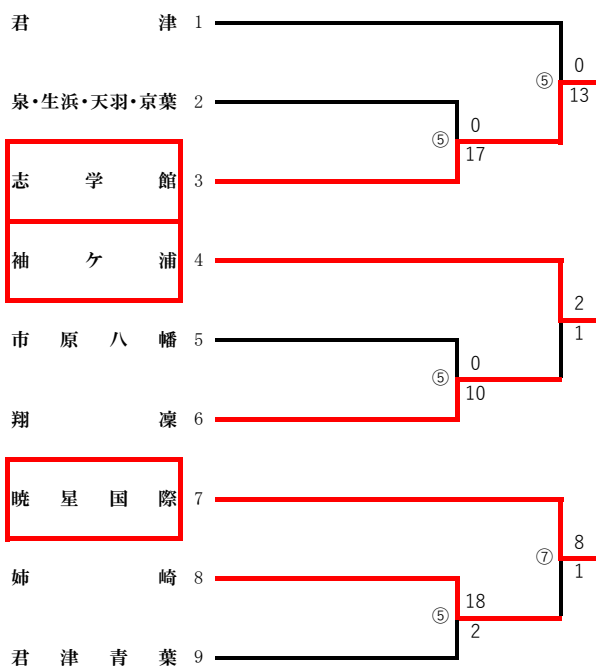 君津 1
0
⑤
13
泉・生浜・天羽・京葉 2
0
⑤
17
志学館 3
袖ケ浦 4
2
1
市原八幡 5
0
⑤
10
翔凜 6
暁星国際 7
8
⑦
1
姉崎 8
18
⑤
2
君津青葉 9